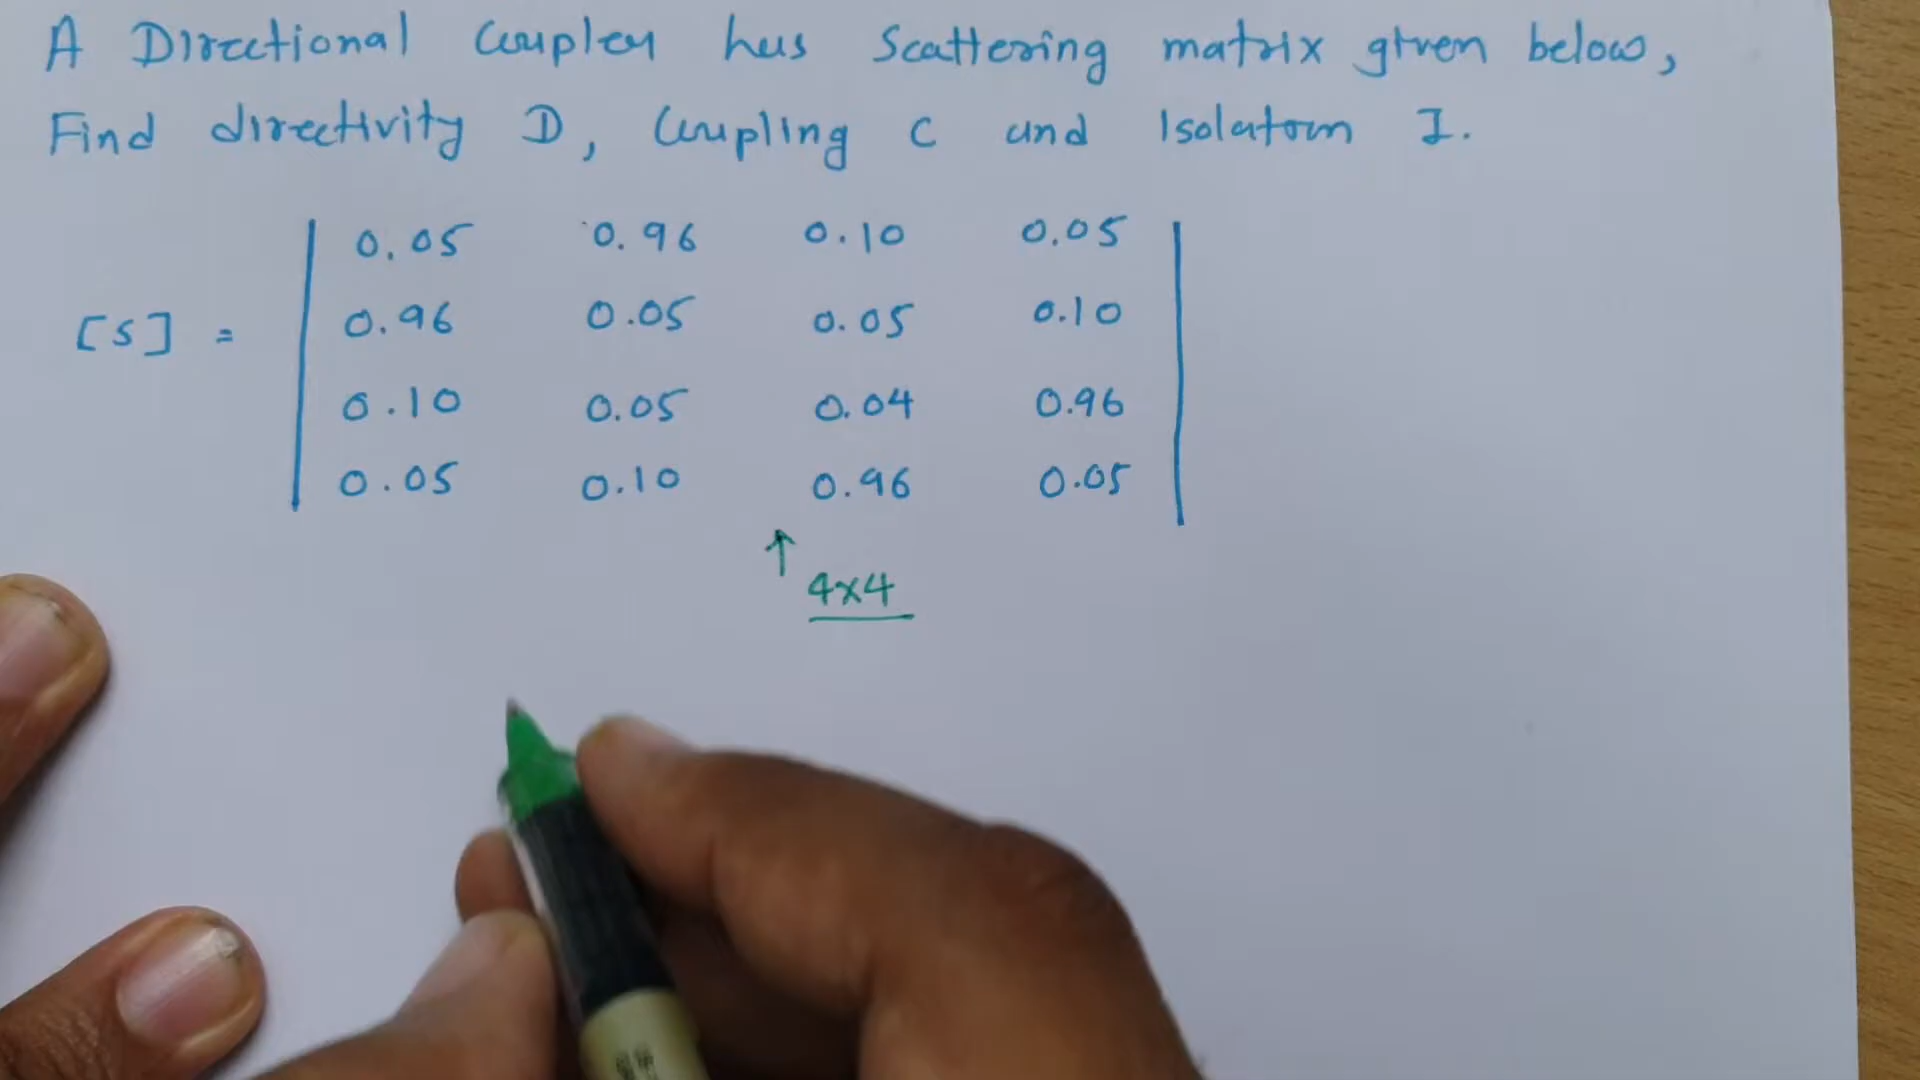 A Directional Coupler has Scattering matrix given below,
Find directivity D, Coupling C and Isolation I.
0.05 0.96 0.10 0.05
0.96 0.05 0.05 0.10
[S] =
0.10 0.05 0.04 0.96
0.05 0.10 0.96 0.05
↑
4x4